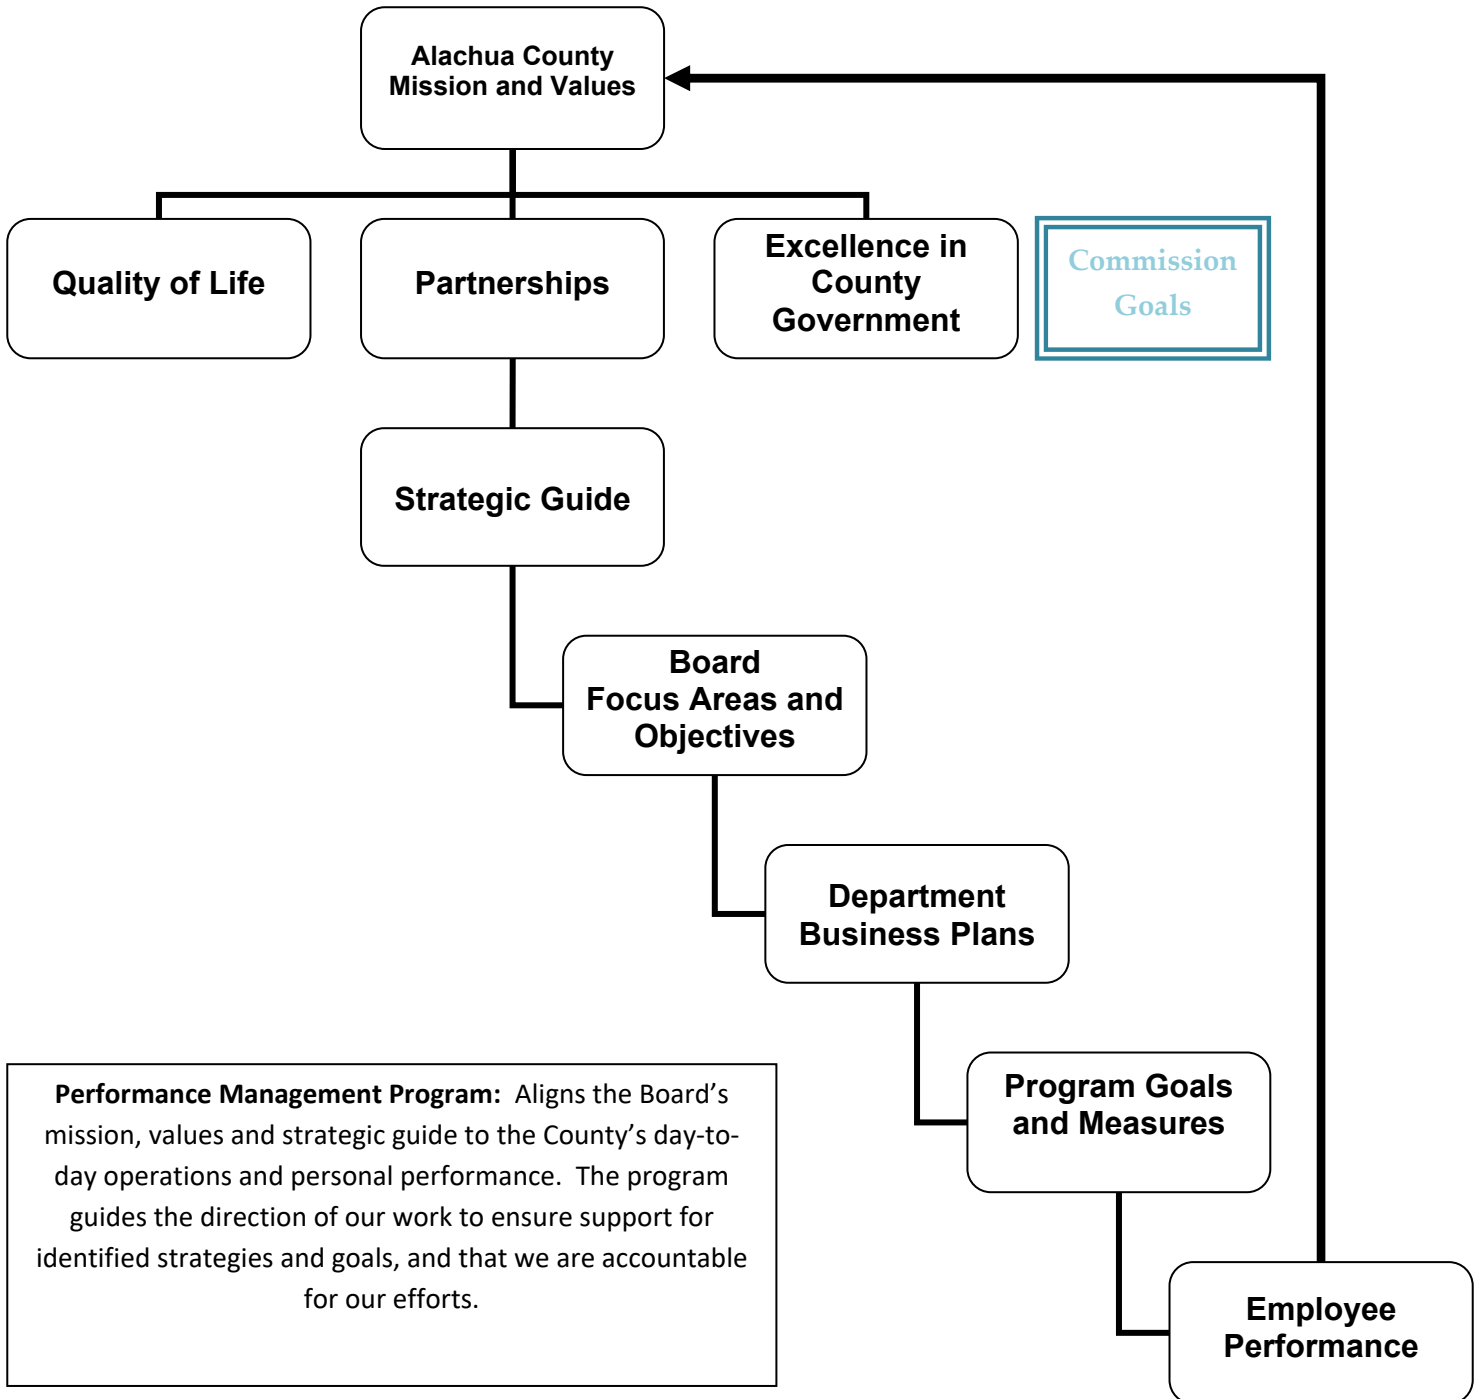 Alachua County
Mission and Values
Quality of Life
Partnerships
Excellence in
County
Government
Commission
Goals
Strategic Guide
Board
Focus Areas and
Objectives
Department
Business Plans
Program Goals
and Measures
Performance Management Program:  Aligns the Board’s
mission, values and strategic guide to the County’s day-to-
day operations and personal performance.  The program
guides the direction of our work to ensure support for
identified strategies and goals, and that we are accountable
for our efforts.
Employee
Performance